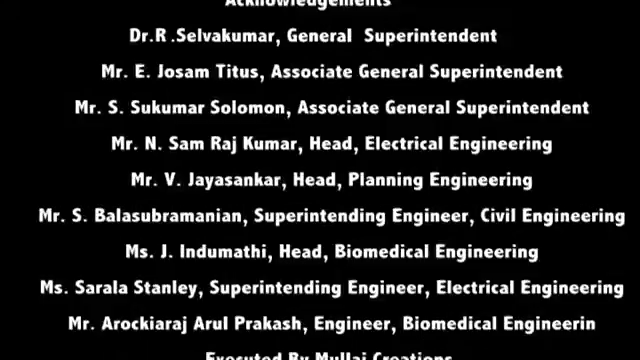 Acknowledgements
Dr.R .Selvakumar, General Superintendent
Mr. E. Josam Titus, Associate General Superintendent
Mr. S. Sukumar Solomon, Associate General Superintendent
Mr. N. Sam Raj Kumar, Head, Electrical Engineering
Mr. V. Jayasankar, Head, Planning Engineering
Mr. S. Balasubramanian, Superintending Engineer, Civil Engineering
Ms. J. Indumathi, Head, Biomedical Engineering
Ms. Sarala Stanley, Superintending Engineer, Electrical Engineering
Mr. Arockiaraj Arul Prakash, Engineer, Biomedical Engineerin
Executed By Mullai Creations